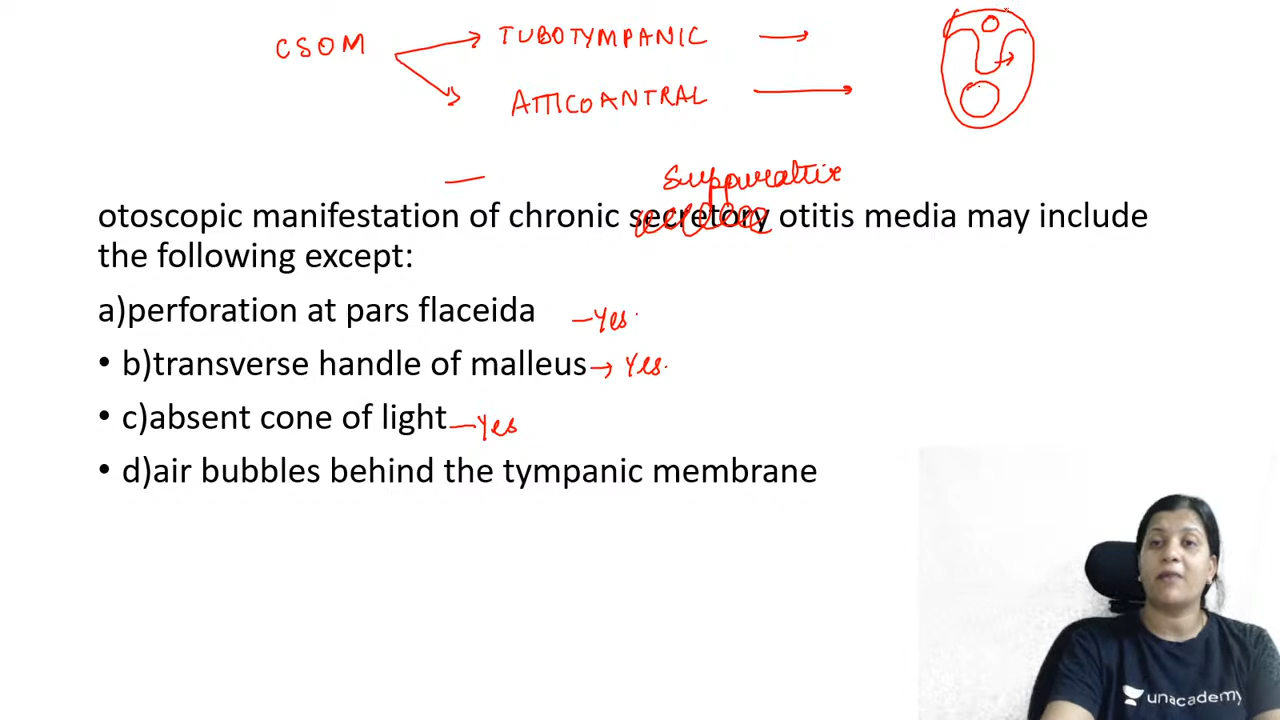 CSOM → TUBOTYMPANIC →
→ ATTICOANTRAL →
Suppurative
otoscopic manifestation of chronic secretory otitis media may include
the following except:
a)perforation at pars flaceida – Yes.
• b)transverse handle of malleus → Yes.
• c)absent cone of light – Yes
• d)air bubbles behind the tympanic membrane
unacademy